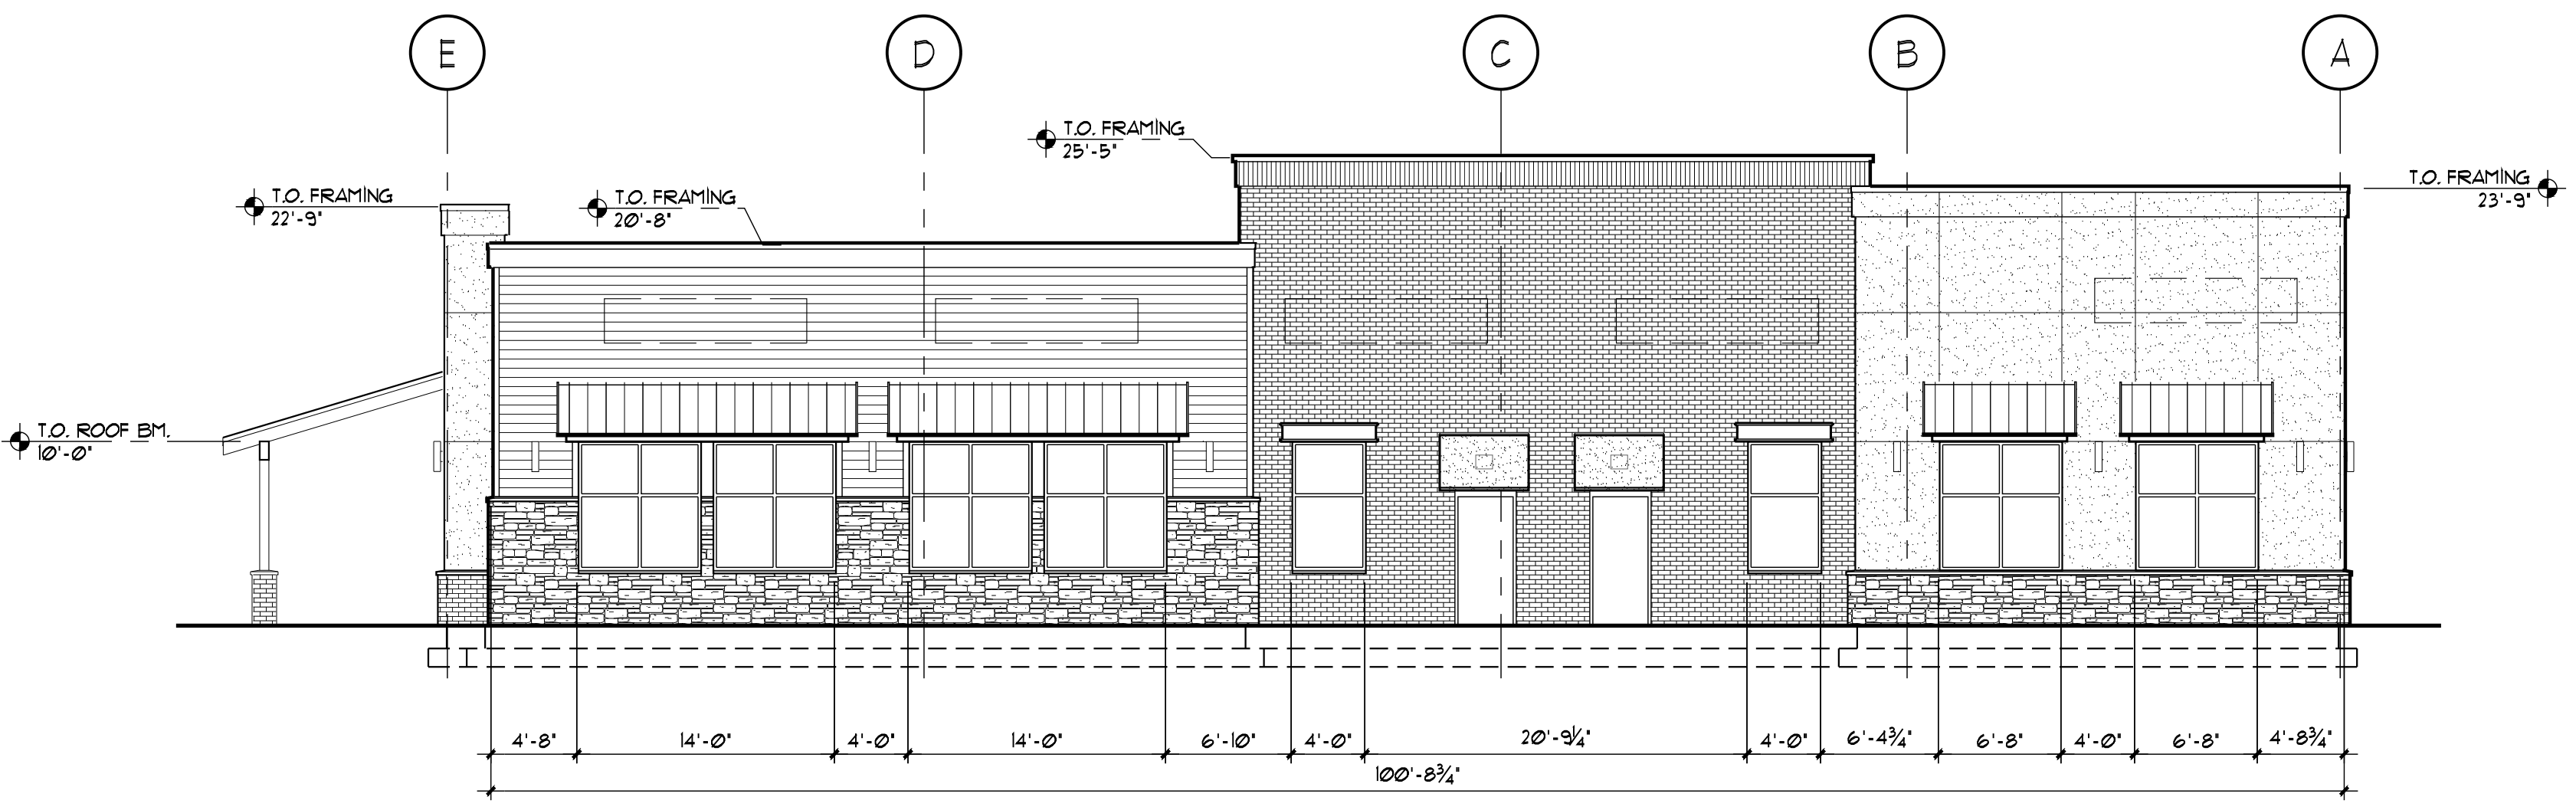 E
D
C
B
A
T.O. FRAMING
25'-5"
T.O. FRAMING
23'-9"
T.O. FRAMING
22'-9"
T.O. FRAMING
20'-8"
T.O. ROOF BM.
10'-0"
4'-8"
14'-0"
4'-0"
14'-0"
6'-10"
4'-0"
20'-9¼"
4'-0"
6'-4¾"
6'-8"
4'-0"
6'-8"
4'-8¾"
100'-8¾"